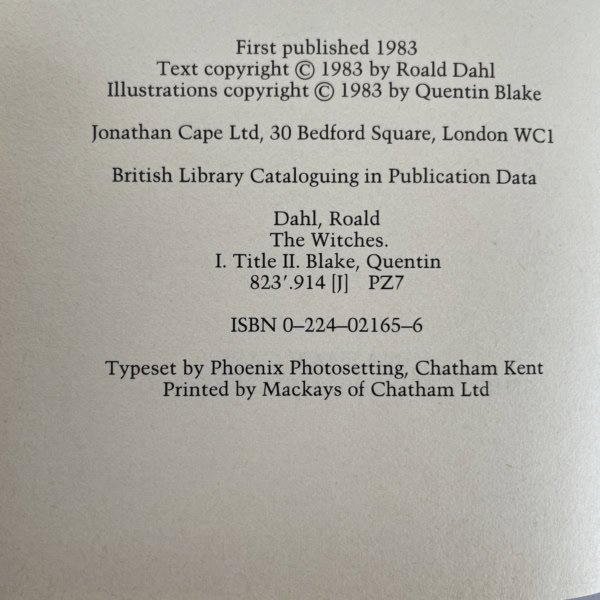 First published 1983
Text copyright © 1983 by Roald Dahl
Illustrations copyright © 1983 by Quentin Blake
Jonathan Cape Ltd, 30 Bedford Square, London WC1
British Library Cataloguing in Publication Data
Dahl, Roald
The Witches.
I. Title II. Blake, Quentin
823′.914 [J] PZ7
ISBN 0–224–02165–6
Typeset by Phoenix Photosetting, Chatham Kent
Printed by Mackays of Chatham Ltd